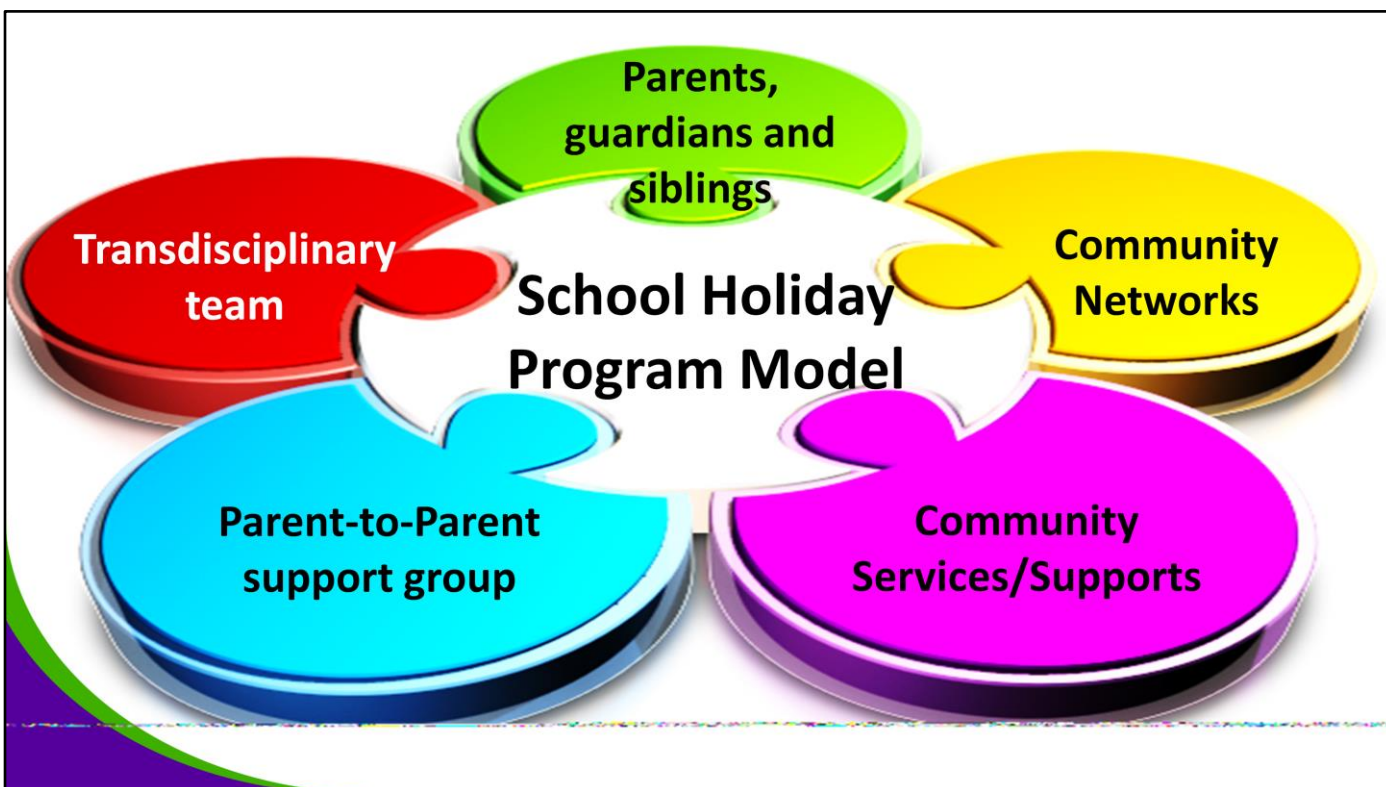 Parents,
guardians and
siblings
Transdisciplinary
team
Community
Networks
School Holiday
Program Model
Parent-to-Parent
support group
Community
Services/Supports